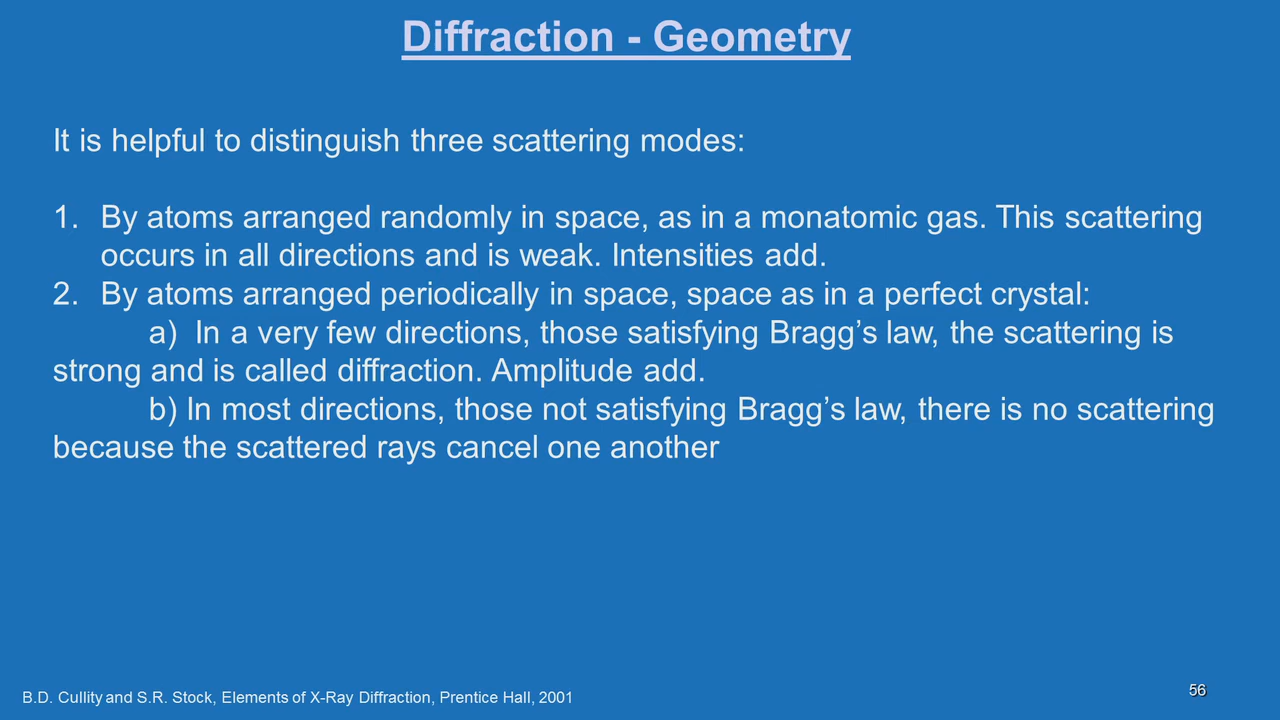 Diffraction - Geometry
It is helpful to distinguish three scattering modes:
1. By atoms arranged randomly in space, as in a monatomic gas. This scattering
occurs in all directions and is weak. Intensities add.
2. By atoms arranged periodically in space, space as in a perfect crystal:
a) In a very few directions, those satisfying Bragg’s law, the scattering is
strong and is called diffraction. Amplitude add.
b) In most directions, those not satisfying Bragg’s law, there is no scattering
because the scattered rays cancel one another
B.D. Cullity and S.R. Stock, Elements of X-Ray Diffraction, Prentice Hall, 2001
56